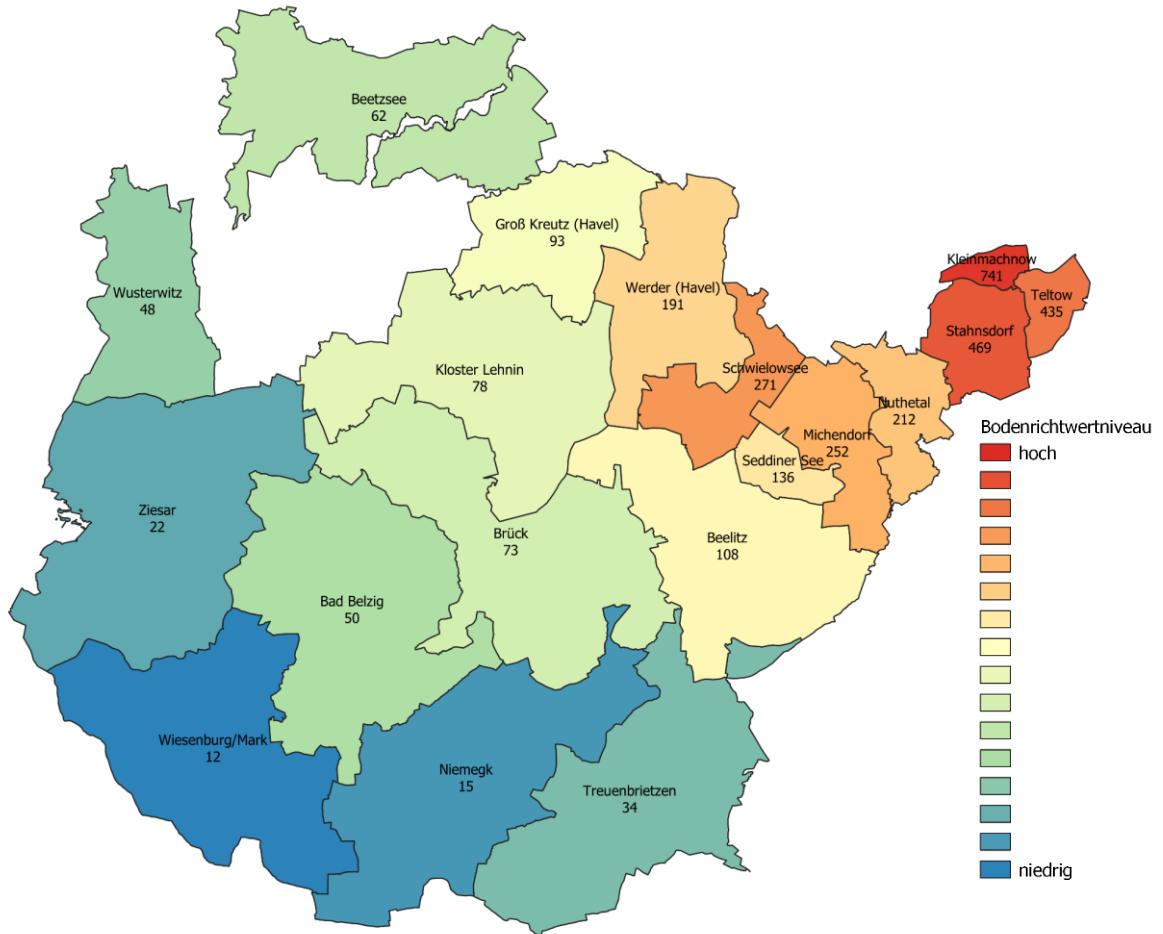 Beetzsee
62
Groß Kreutz (Havel)
93
Wusterwitz
48
Werder (Havel)
191
Kleinmachnow
741
Teltow
435
Stahnsdorf
469
Kloster Lehnin
78
Schwielowsee
271
Nuthetal
212
Michendorf
252
Seddiner See
136
Bodenrichtwertniveau
hoch
Ziesar
22
Brück
73
Beelitz
108
Bad Belzig
50
Wiesenburg/Mark
12
Niemegk
15
Treuenbrietzen
34
niedrig